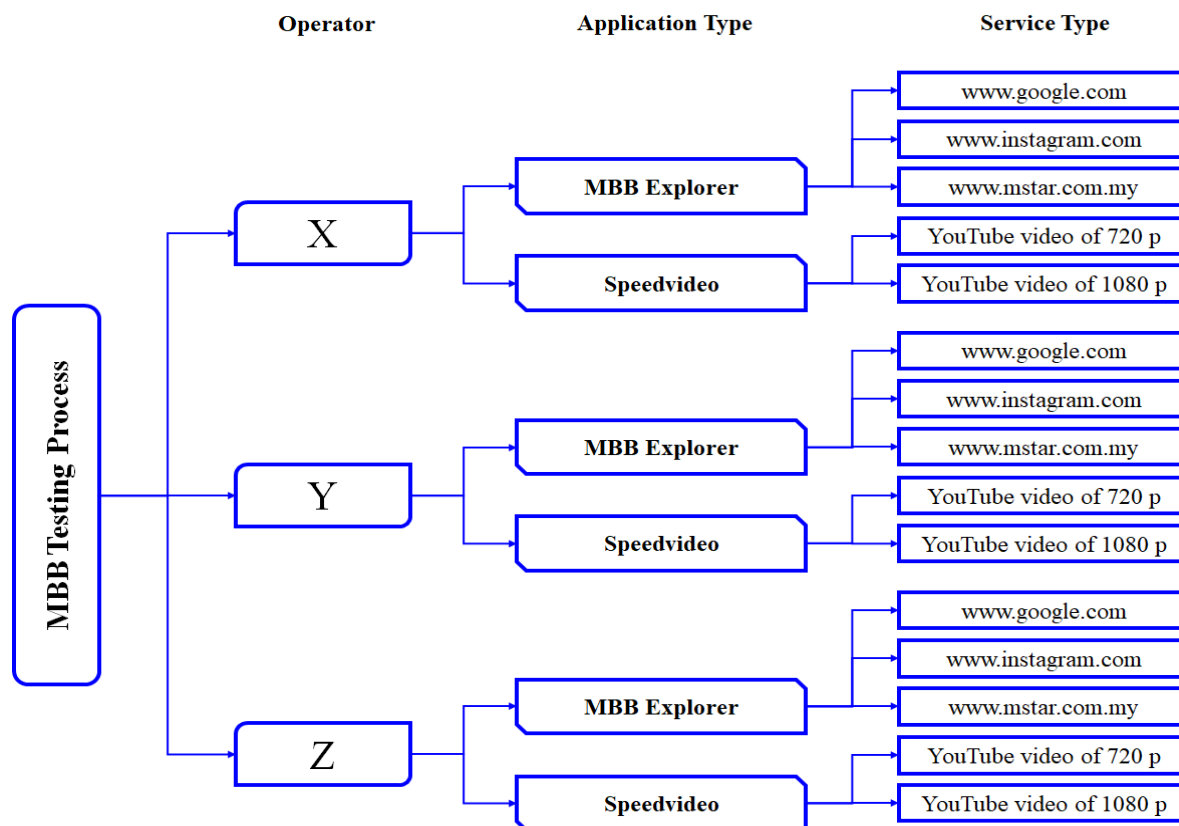 Operator
Application Type
Service Type
MBB Testing Process
X
MBB Explorer
www.google.com
www.instagram.com
www.mstar.com.my
Speedvideo
YouTube video of 720 p
YouTube video of 1080 p
Y
MBB Explorer
www.google.com
www.instagram.com
www.mstar.com.my
Speedvideo
YouTube video of 720 p
YouTube video of 1080 p
Z
MBB Explorer
www.google.com
www.instagram.com
www.mstar.com.my
Speedvideo
YouTube video of 720 p
YouTube video of 1080 p